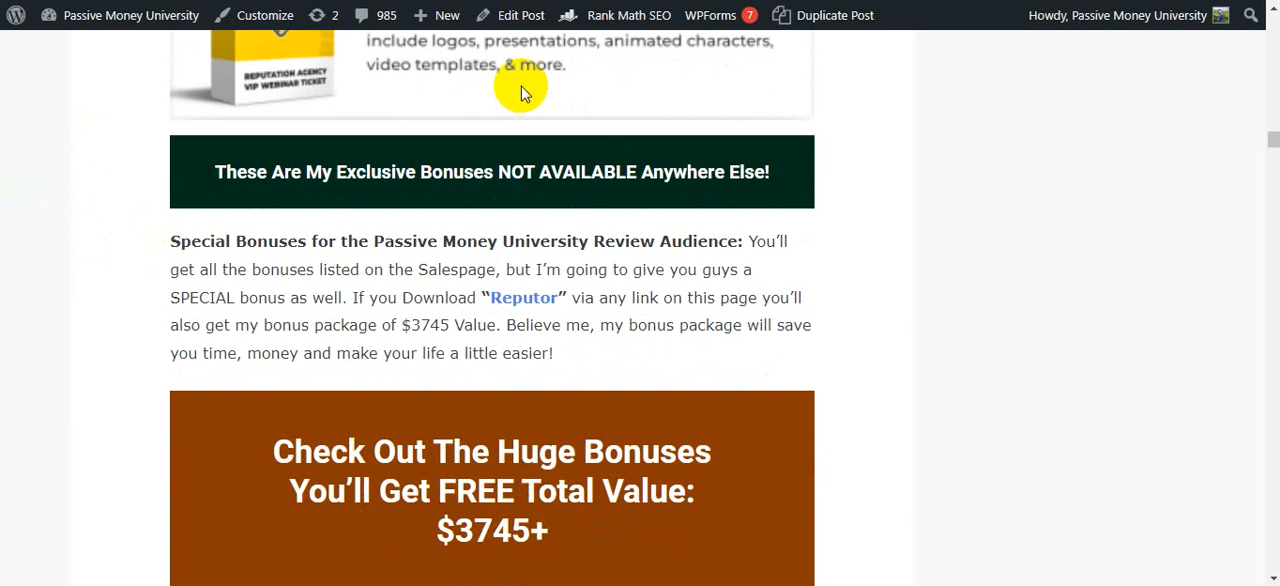 Passive Money University Customize 2 985 New Edit Post Rank Math SEO WPForms 7 Duplicate Post Howdy, Passive Money University
include logos, presentations, animated characters,
video templates, & more.
REPUTATION AGENCY
VIP WEBINAR TICKET
These Are My Exclusive Bonuses NOT AVAILABLE Anywhere Else!
Special Bonuses for the Passive Money University Review Audience: You’ll
get all the bonuses listed on the Salespage, but I’m going to give you guys a
SPECIAL bonus as well. If you Download “Reputor” via any link on this page you’ll
also get my bonus package of $3745 Value. Believe me, my bonus package will save
you time, money and make your life a little easier!
Check Out The Huge Bonuses
You’ll Get FREE Total Value:
$3745+